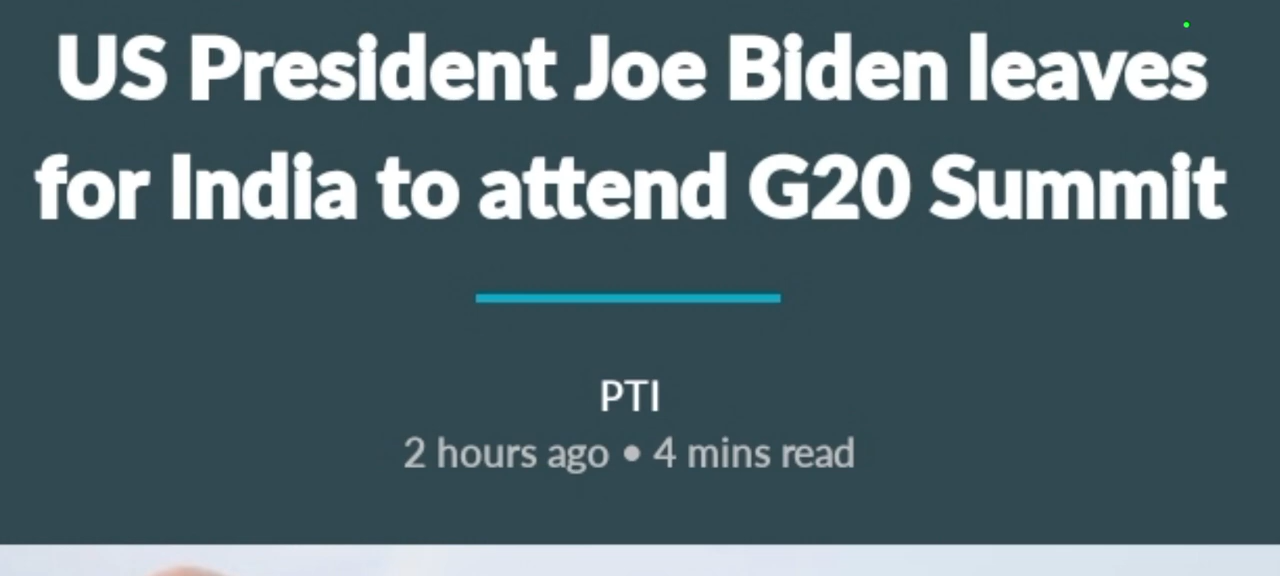 US President Joe Biden leaves
for India to attend G20 Summit
PTI
2 hours ago • 4 mins read